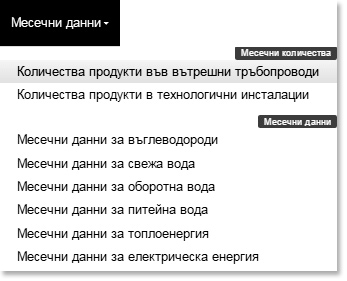 Месечни данни
Месечни количества
Количества продукти във вътрешни тръбопроводи
Количества продукти в технологични инсталации
Месечни данни
Месечни данни за въглеводороди
Месечни данни за свежа вода
Месечни данни за оборотна вода
Месечни данни за питейна вода
Месечни данни за топлоенергия
Месечни данни за електрическа енергия